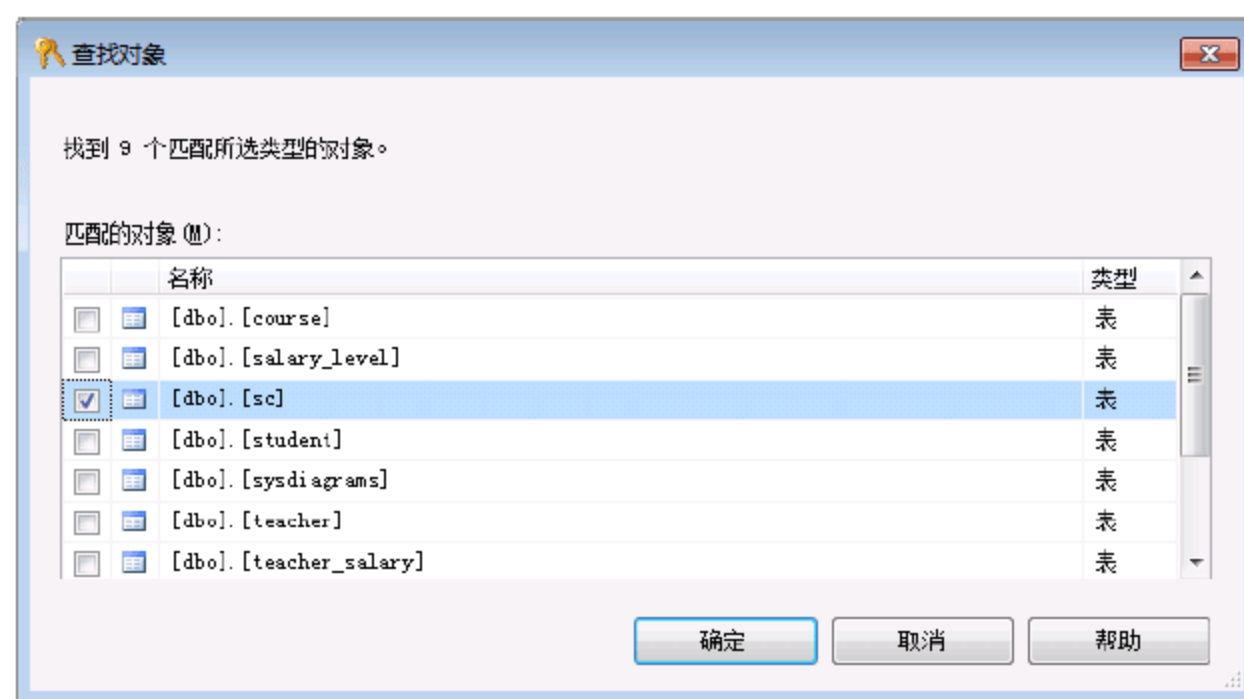 查找对象
找到 9 个匹配所选类型的对象。
匹配的对象(M):
名称 类型
[dbo].[course] 表
[dbo].[salary_level] 表
[dbo].[sc] 表
[dbo].[student] 表
[dbo].[sysdiagrams] 表
[dbo].[teacher] 表
[dbo].[teacher_salary] 表
确定 取消 帮助